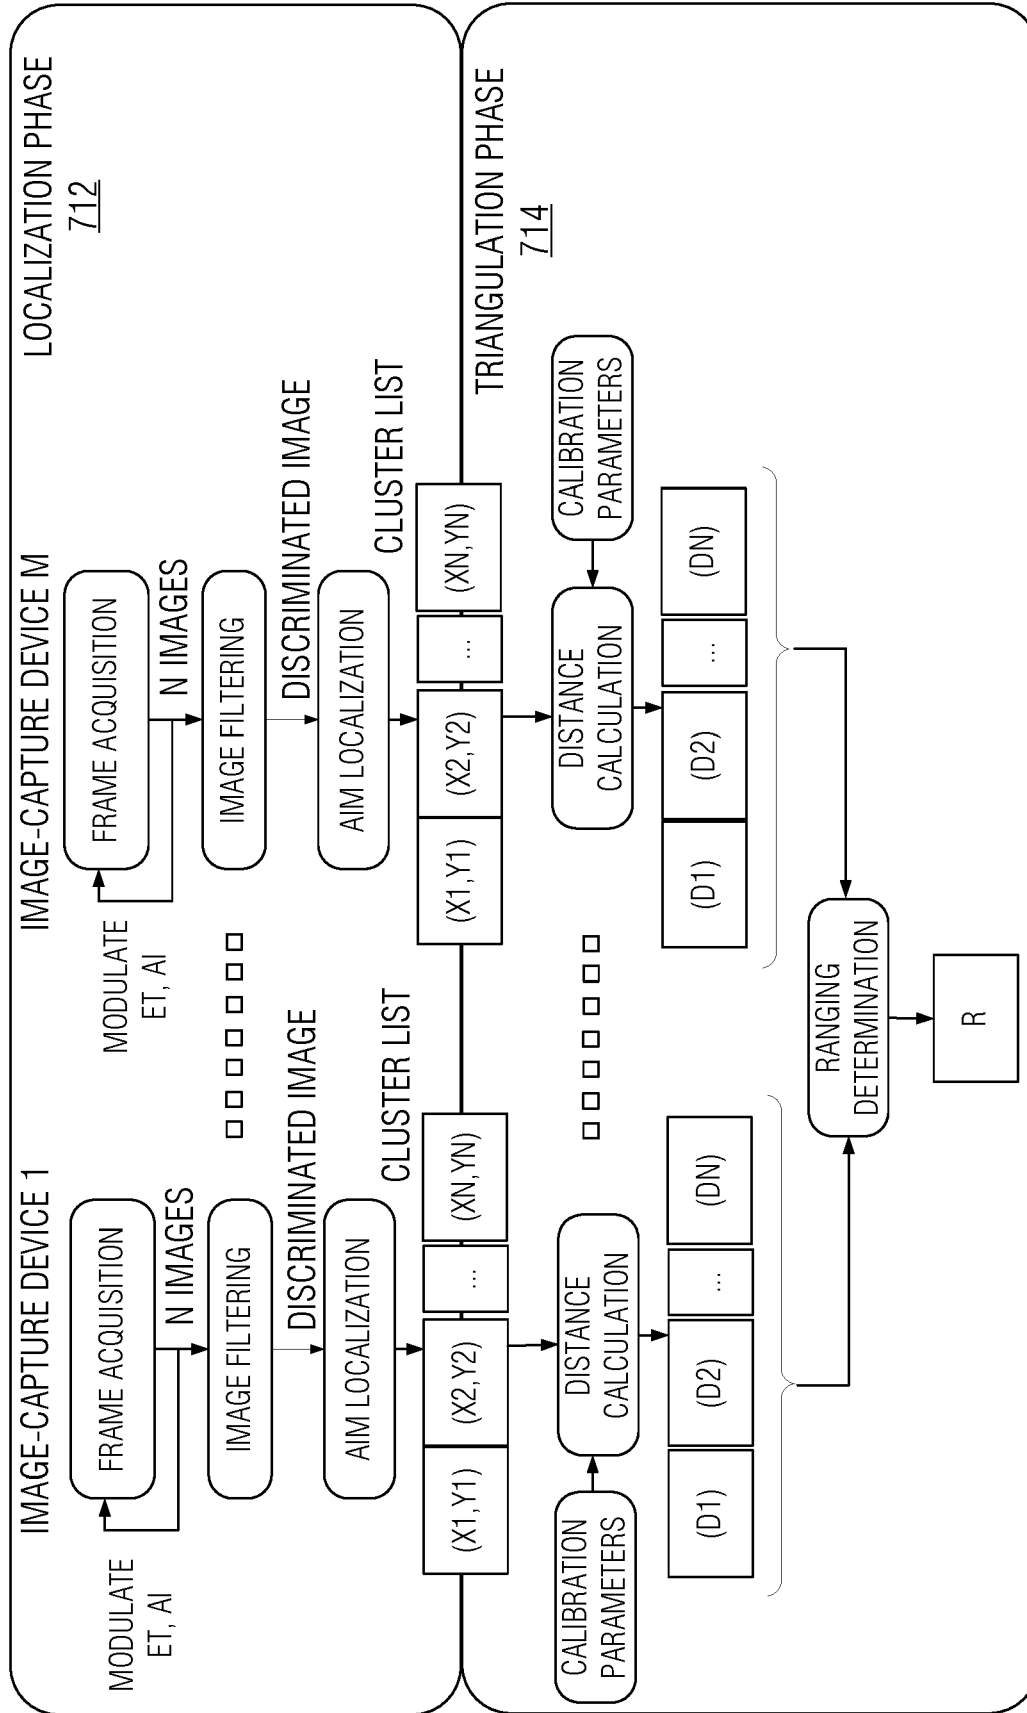 IMAGE-CAPTURE DEVICE 1
IMAGE-CAPTURE DEVICE M
LOCALIZATION PHASE
712
MODULATE
ET, AI
FRAME ACQUISITION
N IMAGES
IMAGE FILTERING
DISCRIMINATED IMAGE
AIM LOCALIZATION
CLUSTER LIST
(X1,Y1)
(X2,Y2)
...
(XN,YN)
MODULATE
ET, AI
FRAME ACQUISITION
N IMAGES
IMAGE FILTERING
DISCRIMINATED IMAGE
AIM LOCALIZATION
CLUSTER LIST
(X1,Y1)
(X2,Y2)
...
(XN,YN)
TRIANGULATION PHASE
714
CALIBRATION
PARAMETERS
DISTANCE
CALCULATION
(D1)
(D2)
...
(DN)
DISTANCE
CALCULATION
CALIBRATION
PARAMETERS
(D1)
(D2)
...
(DN)
RANGING
DETERMINATION
R